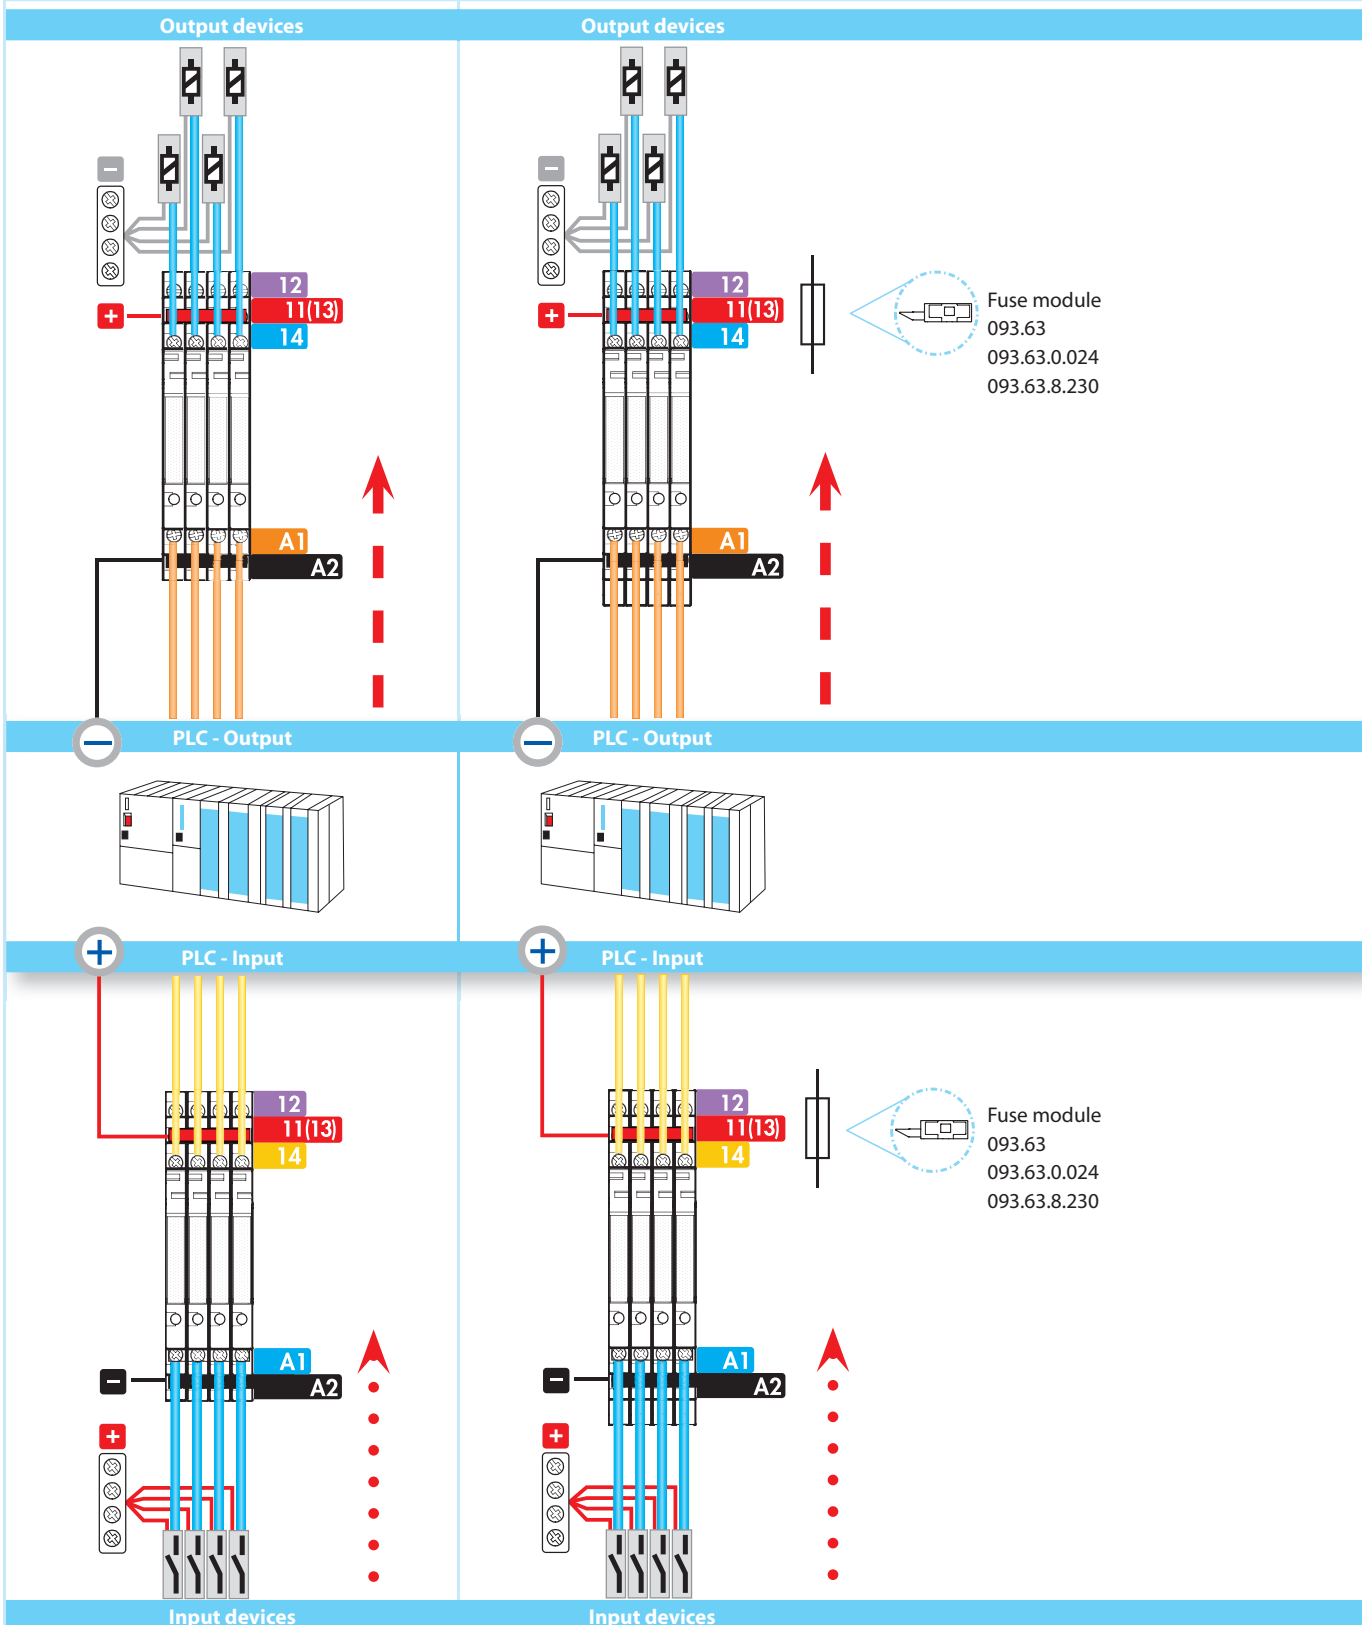 Output devices
Output devices
−
−
12
12
+
11(13)
+
11(13)
14
14
Fuse module
093.63
093.63.0.024
093.63.8.230
A1
A1
A2
A2
PLC - Output
PLC - Output
PLC - Input
PLC - Input
12
12
11(13)
11(13)
14
14
Fuse module
093.63
093.63.0.024
093.63.8.230
A1
A1
−
A2
−
A2
+
+
Input devices
Input devices